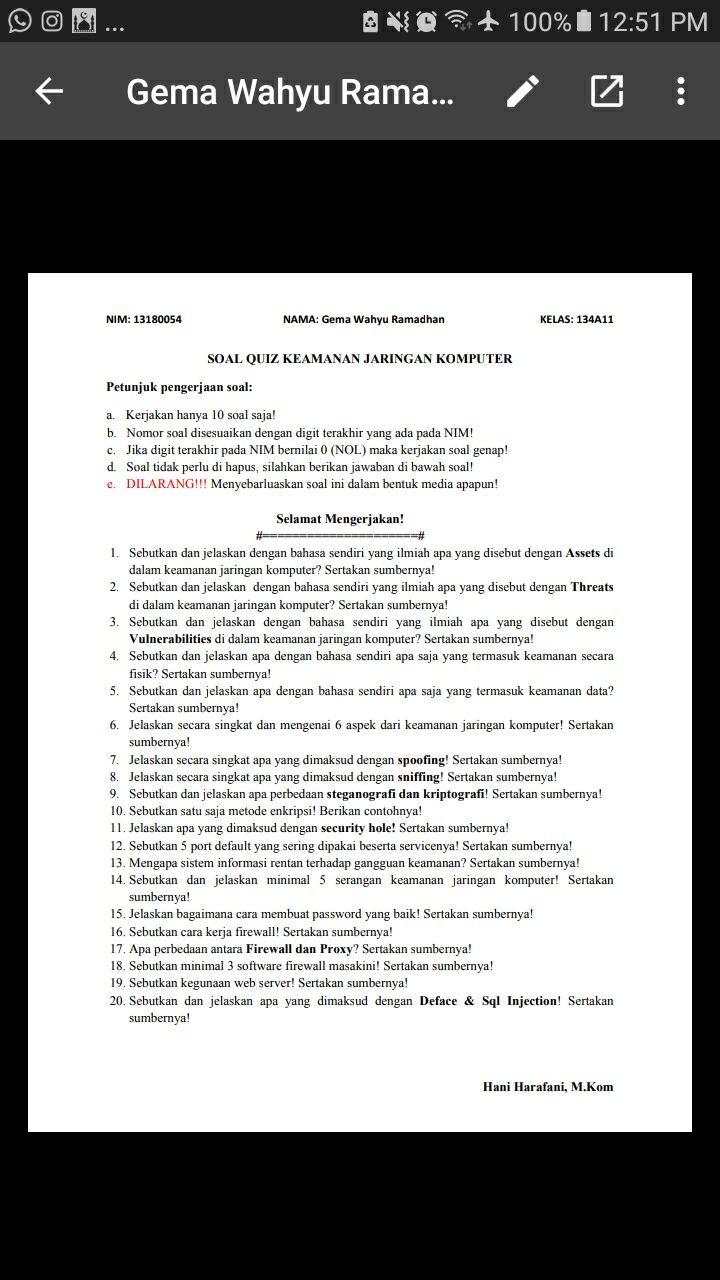 100% 12:51 PM
Gema Wahyu Rama...
NIM: 13180054 NAMA: Gema Wahyu Ramadhan KELAS: 134A11
SOAL QUIZ KEAMANAN JARINGAN KOMPUTER
Petunjuk pengerjaan soal:
a. Kerjakan hanya 10 soal saja!
b. Nomor soal disesuaikan dengan digit terakhir yang ada pada NIM!
c. Jika digit terakhir pada NIM bernilai 0 (NOL) maka kerjakan soal genap!
d. Soal tidak perlu di hapus, silahkan berikan jawaban di bawah soal!
e. DILARANG!!! Menyebarluaskan soal ini dalam bentuk media apapun!
Selamat Mengerjakan!
#======================#
1. Sebutkan dan jelaskan dengan bahasa sendiri yang ilmiah apa yang disebut dengan Assets di
dalam keamanan jaringan komputer? Sertakan sumbernya!
2. Sebutkan dan jelaskan dengan bahasa sendiri yang ilmiah apa yang disebut dengan Threats
di dalam keamanan jaringan komputer? Sertakan sumbernya!
3. Sebutkan dan jelaskan dengan bahasa sendiri yang ilmiah apa yang disebut dengan
Vulnerabilities di dalam keamanan jaringan komputer? Sertakan sumbernya!
4. Sebutkan dan jelaskan apa dengan bahasa sendiri apa saja yang termasuk keamanan secara
fisik? Sertakan sumbernya!
5. Sebutkan dan jelaskan apa dengan bahasa sendiri apa saja yang termasuk keamanan data?
Sertakan sumbernya!
6. Jelaskan secara singkat dan mengenai 6 aspek dari keamanan jaringan komputer! Sertakan
sumbernya!
7. Jelaskan secara singkat apa yang dimaksud dengan spoofing! Sertakan sumbernya!
8. Jelaskan secara singkat apa yang dimaksud dengan sniffing! Sertakan sumbernya!
9. Sebutkan dan jelaskan apa perbedaan steganografi dan kriptografi! Sertakan sumbernya!
10. Sebutkan satu saja metode enkripsi! Berikan contohnya!
11. Jelaskan apa yang dimaksud dengan security hole! Sertakan sumbernya!
12. Sebutkan 5 port default yang sering dipakai beserta servicenya! Sertakan sumbernya!
13. Mengapa sistem informasi rentan terhadap gangguan keamanan? Sertakan sumbernya!
14. Sebutkan dan jelaskan minimal 5 serangan keamanan jaringan komputer! Sertakan
sumbernya!
15. Jelaskan bagaimana cara membuat password yang baik! Sertakan sumbernya!
16. Sebutkan cara kerja firewall! Sertakan sumbernya!
17. Apa perbedaan antara Firewall dan Proxy? Sertakan sumbernya!
18. Sebutkan minimal 3 software firewall masakini! Sertakan sumbernya!
19. Sebutkan kegunaan web server! Sertakan sumbernya!
20. Sebutkan dan jelaskan apa yang dimaksud dengan Deface & Sql Injection! Sertakan
sumbernya!
Hani Harafani, M.Kom